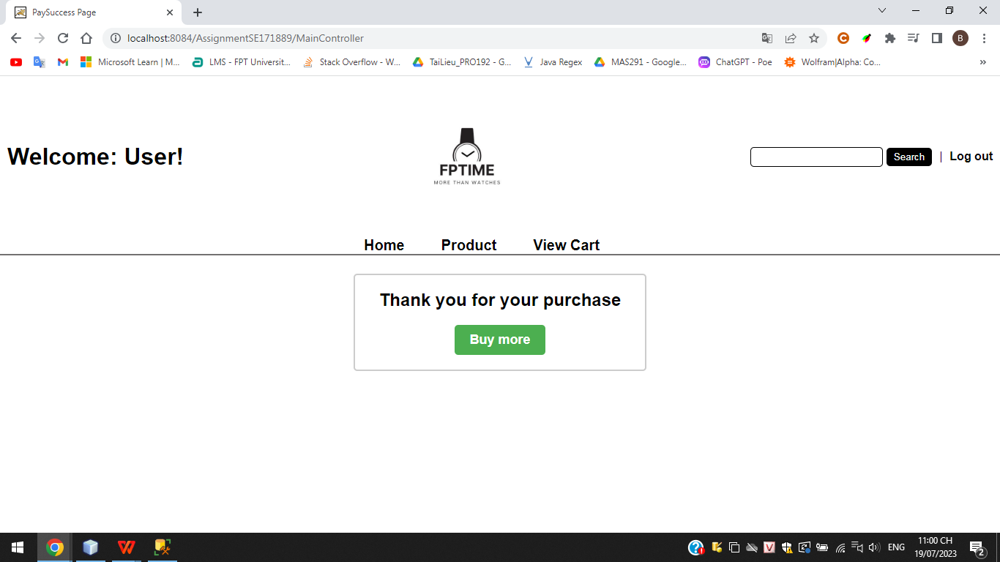 PaySuccess Page
localhost:8084/AssignmentSE171889/MainController
B
Microsoft Learn | M...
LMS - FPT Universit...
Stack Overflow - W...
TaiLieu_PRO192 - G...
Java Regex
MAS291 - Google...
ChatGPT - Poe
Wolfram|Alpha: Co...
Welcome: User!
FPTIME
MORE THAN WATCHES
Search
|
Log out
Home
Product
View Cart
Thank you for your purchase
Buy more
ENG
11:00 CH
19/07/2023
2